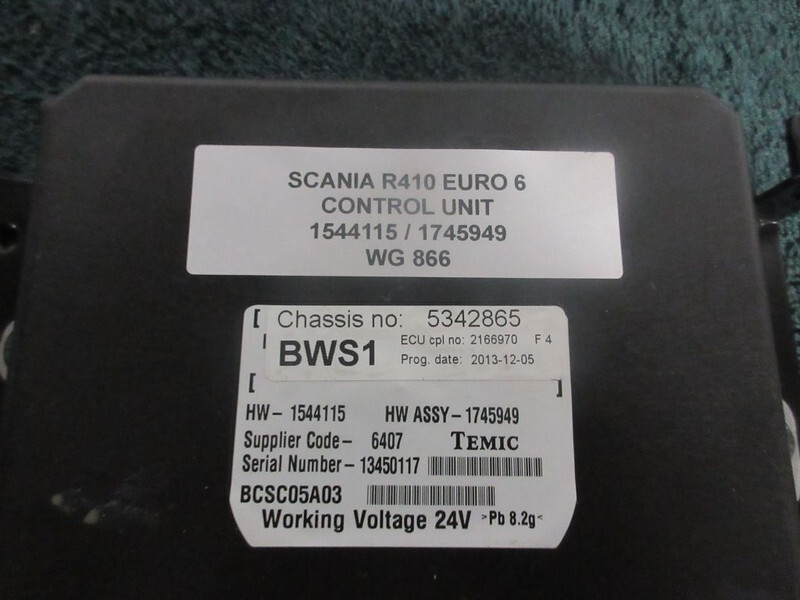 SCANIA R410 EURO 6
CONTROL UNIT
1544115 / 1745949
WG 866
Chassis no: 5342865
BWS1 ECU cpl no: 2166970 F 4
Prog. date: 2013-12-05
HW- 1544115 HW ASSY-1745949
Supplier Code- 6407 TEMIC
Serial Number- 13450117
BCSC05A03
Working Voltage 24V >Pb 8.2g<